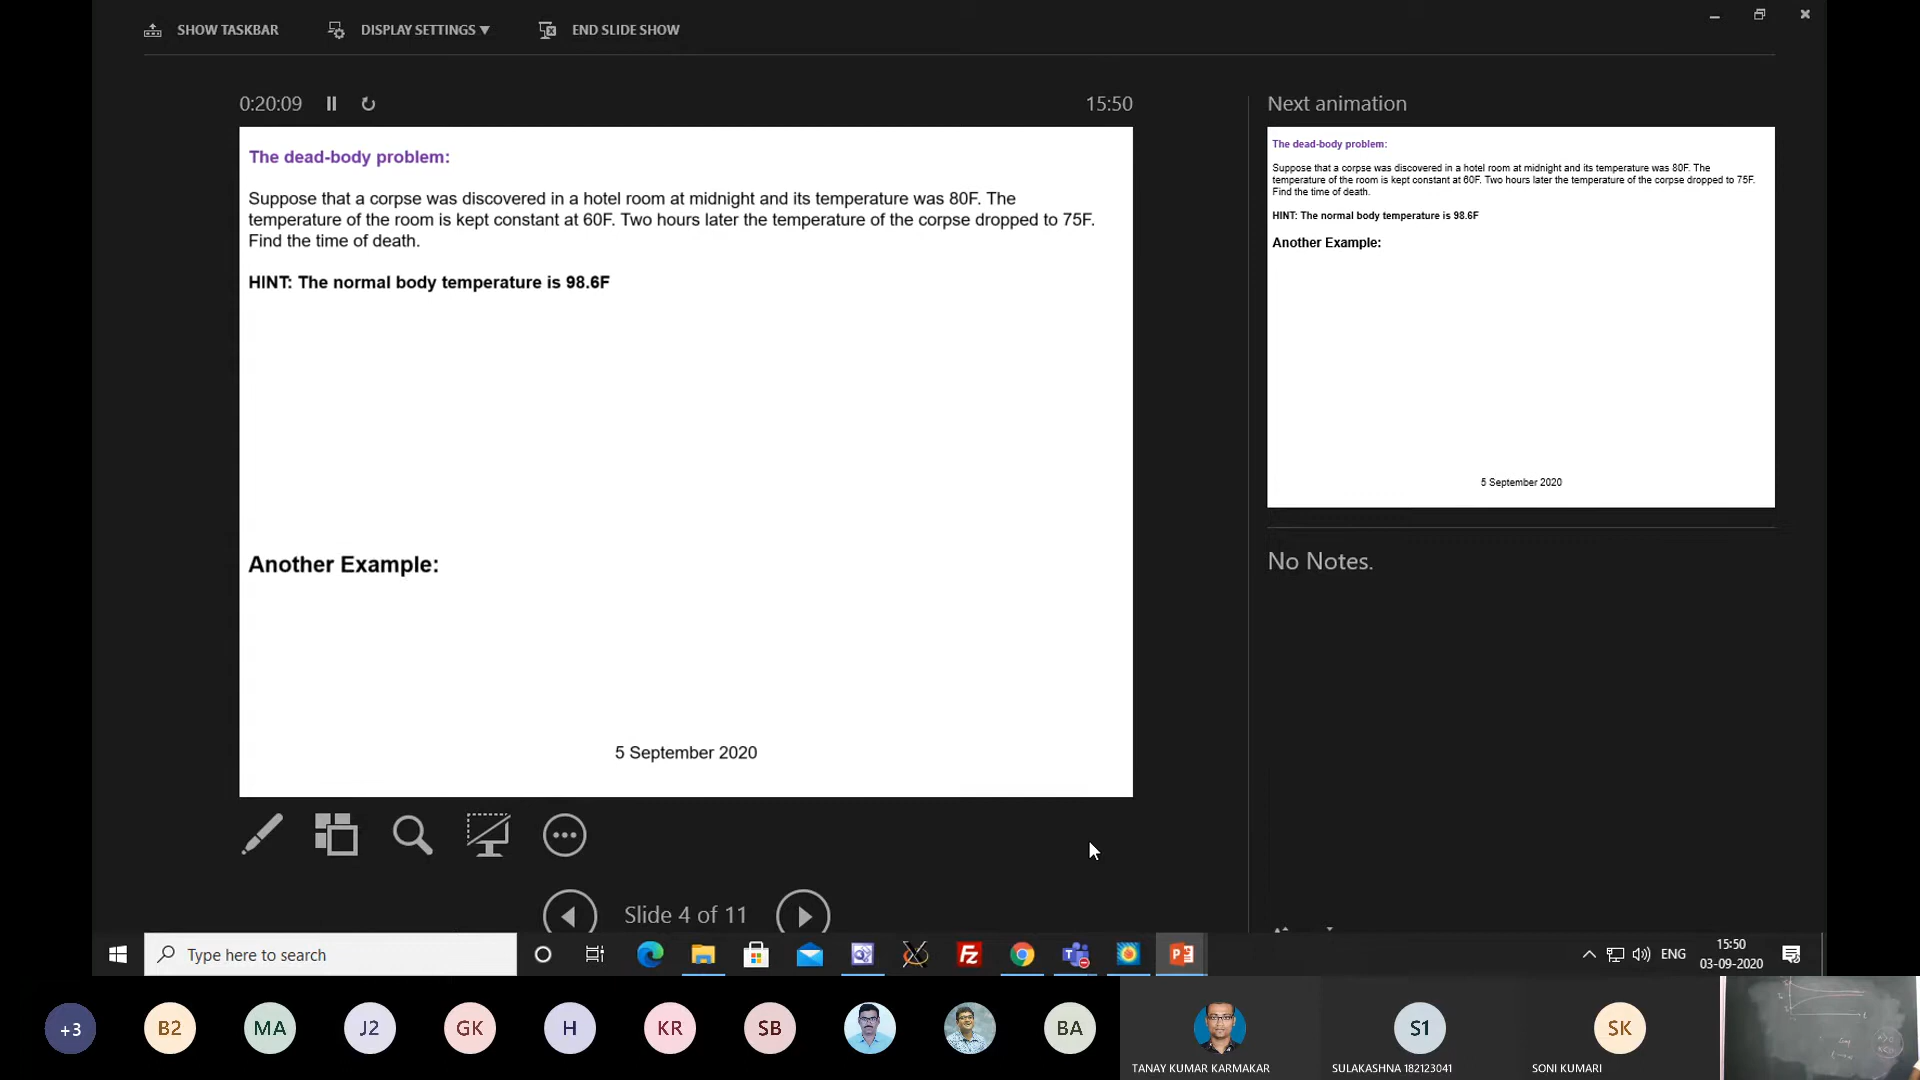 SHOW TASKBAR
DISPLAY SETTINGS
END SLIDE SHOW
0:20:09
15:50
Next animation
The dead-body problem:
Suppose that a corpse was discovered in a hotel room at midnight and its temperature was 80F. The
temperature of the room is kept constant at 60F. Two hours later the temperature of the corpse dropped to 75F.
Find the time of death.
HINT: The normal body temperature is 98.6F
Another Example:
5 September 2020
The dead-body problem:
Suppose that a corpse was discovered in a hotel room at midnight and its temperature was 80F. The
temperature of the room is kept constant at 60F. Two hours later the temperature of the corpse dropped to 75F.
Find the time of death.
HINT: The normal body temperature is 98.6F
Another Example:
5 September 2020
No Notes.
Slide 4 of 11
Type here to search
ENG
15:50
03-09-2020
+3
B2
MA
J2
GK
H
KR
SB
BA
S1
SK
TANAY KUMAR KARMAKAR
SULAKASHNA 182123041
SONI KUMARI